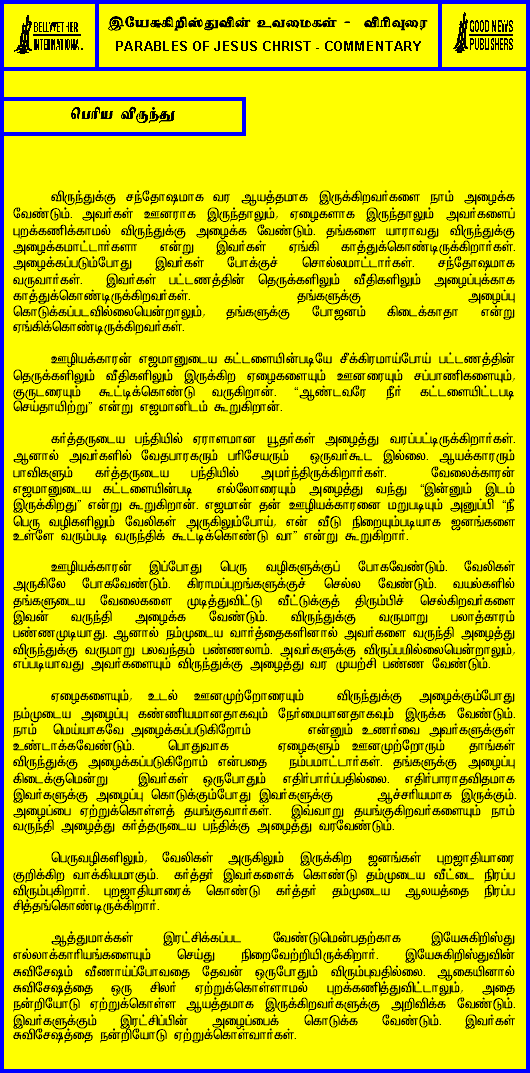 BELLWETHER
INTERNATIONAL
இயேசுகிறிஸ்துவின் உவமைகள் - விரிவுரை
PARABLES OF JESUS CHRIST - COMMENTARY
GOOD NEWS
PUBLISHERS
பெரிய விருந்து
விருந்துக்கு சந்தோஷமாக வர ஆயத்தமாக இருக்கிறவர்களை நாம் அழைக்க
வேண்டும். அவர்கள் ஊனராக இருந்தாலும், ஏழைகளாக இருந்தாலும் அவர்களைப்
புறக்கணிக்காமல் விருந்துக்கு அழைக்க வேண்டும். தங்களை யாராவது விருந்துக்கு
அழைக்கமாட்டார்களா என்று இவர்கள் ஏங்கி காத்துக்கொண்டிருக்கிறார்கள்.
அழைக்கப்படும்போது இவர்கள் போக்குச் சொல்லமாட்டார்கள். சந்தோஷமாக
வருவார்கள். இவர்கள் பட்டணத்தின் தெருக்களிலும் வீதிகளிலும் அழைப்புக்காக
காத்துக்கொண்டிருக்கிறவர்கள். தங்களுக்கு அழைப்பு
கொடுக்கப்படவில்லையென்றாலும், தங்களுக்கு போஜனம் கிடைக்காதா என்று
ஏங்கிக்கொண்டிருக்கிறவர்கள்.
ஊழியக்காரன் எஜமானுடைய கட்டளையின்படியே சீக்கிரமாய்போய் பட்டணத்தின்
தெருக்களிலும் வீதிகளிலும் இருக்கிற ஏழைகளையும் ஊனரையும் சப்பாணிகளையும்,
குருடரையும் கூட்டிக்கொண்டு வருகிறான். “ஆண்டவரே நீர் கட்டளையிட்டபடி
செய்தாயிற்று” என்று எஜமானிடம் கூறுகிறான்.
கர்த்தருடைய பந்தியில் ஏராளமான யூதர்கள் அழைத்து வரப்பட்டிருக்கிறார்கள்.
ஆனால் அவர்களில் வேதபாரகரும் பரிசேயரும் ஒருவர்கூட இல்லை. ஆயக்காரரும்
பாவிகளும் கர்த்தருடைய பந்தியில் அமர்ந்திருக்கிறார்கள். வேலைக்காரன்
எஜமானுடைய கட்டளையின்படி எல்லோரையும் அழைத்து வந்து “இன்னும் இடம்
இருக்கிறது” என்று கூறுகிறான். எஜமான் தன் ஊழியக்காரனை மறுபடியும் அனுப்பி “நீ
பெரு வழிகளிலும் வேலிகள் அருகிலும்போய், என் வீடு நிறையும்படியாக ஜனங்களை
உள்ளே வரும்படி வருந்திக் கூட்டிக்கொண்டு வா” என்று கூறுகிறார்.
ஊழியக்காரன் இப்போது பெரு வழிகளுக்குப் போகவேண்டும். வேலிகள்
அருகிலே போகவேண்டும். கிராமப்புறங்களுக்குச் செல்ல வேண்டும். வயல்களில்
தங்களுடைய வேலைகளை முடித்துவிட்டு வீட்டுக்குத் திரும்பிச் செல்கிறவர்களை
இவன் வருந்தி அழைக்க வேண்டும். விருந்துக்கு வருமாறு பலாத்காரம்
பண்ணமுடியாது. ஆனால் நம்முடைய வார்த்தைகளினால் அவர்களை வருந்தி அழைத்து
விருந்துக்கு வருமாறு பலவந்தம் பண்ணலாம். அவர்களுக்கு விருப்பமில்லையென்றாலும்,
எப்படியாவது அவர்களையும் விருந்துக்கு அழைத்து வர முயற்சி பண்ண வேண்டும்.
ஏழைகளையும், உடல் ஊனமுற்றோரையும் விருந்துக்கு அழைக்கும்போது
நம்முடைய அழைப்பு கண்ணியமானதாகவும் நேர்மையானதாகவும் இருக்க வேண்டும்.
நாம் மெய்யாகவே அழைக்கப்படுகிறோம் என்னும் உணர்வை அவர்களுக்குள்
உண்டாக்கவேண்டும். பொதுவாக ஏழைகளும் ஊனமுற்றோரும் தாங்கள்
விருந்துக்கு அழைக்கப்படுகிறோம் என்பதை நம்பமாட்டார்கள். தங்களுக்கு அழைப்பு
கிடைக்குமென்று இவர்கள் ஒருபோதும் எதிர்பார்ப்பதில்லை. எதிர்பாராதவிதமாக
இவர்களுக்கு அழைப்பு கொடுக்கும்போது இவர்களுக்கு ஆச்சரியமாக இருக்கும்.
அழைப்பை ஏற்றுக்கொள்ளத் தயங்குவார்கள். இவ்வாறு தயங்குகிறவர்களையும் நாம்
வருந்தி அழைத்து கர்த்தருடைய பந்திக்கு அழைத்து வரவேண்டும்.
பெருவழிகளிலும், வேலிகள் அருகிலும் இருக்கிற ஜனங்கள் புறஜாதியாரை
குறிக்கிற வாக்கியமாகும். கர்த்தர் இவர்களைக் கொண்டு தம்முடைய வீட்டை நிரப்ப
விரும்புகிறார். புறஜாதியாரைக் கொண்டு கர்த்தர் தம்முடைய ஆலயத்தை நிரப்ப
சித்தங்கொண்டிருக்கிறார்.
ஆத்துமாக்கள் இரட்சிக்கப்பட வேண்டுமென்பதற்காக இயேசுகிறிஸ்து
எல்லாக்காரியங்களையும் செய்து நிறைவேற்றியிருக்கிறார். இயேசுகிறிஸ்துவின்
சுவிசேஷம் வீணாய்ப்போவதை தேவன் ஒருபோதும் விரும்புவதில்லை. ஆகையினால்
சுவிசேஷத்தை ஒரு சிலர் ஏற்றுக்கொள்ளாமல் புறக்கணித்துவிட்டாலும், அதை
நன்றியோடு ஏற்றுக்கொள்ள ஆயத்தமாக இருக்கிறவர்களுக்கு அறிவிக்க வேண்டும்.
இவர்களுக்கும் இரட்சிப்பின் அழைப்பைக் கொடுக்க வேண்டும். இவர்கள்
சுவிசேஷத்தை நன்றியோடு ஏற்றுக்கொள்வார்கள்.